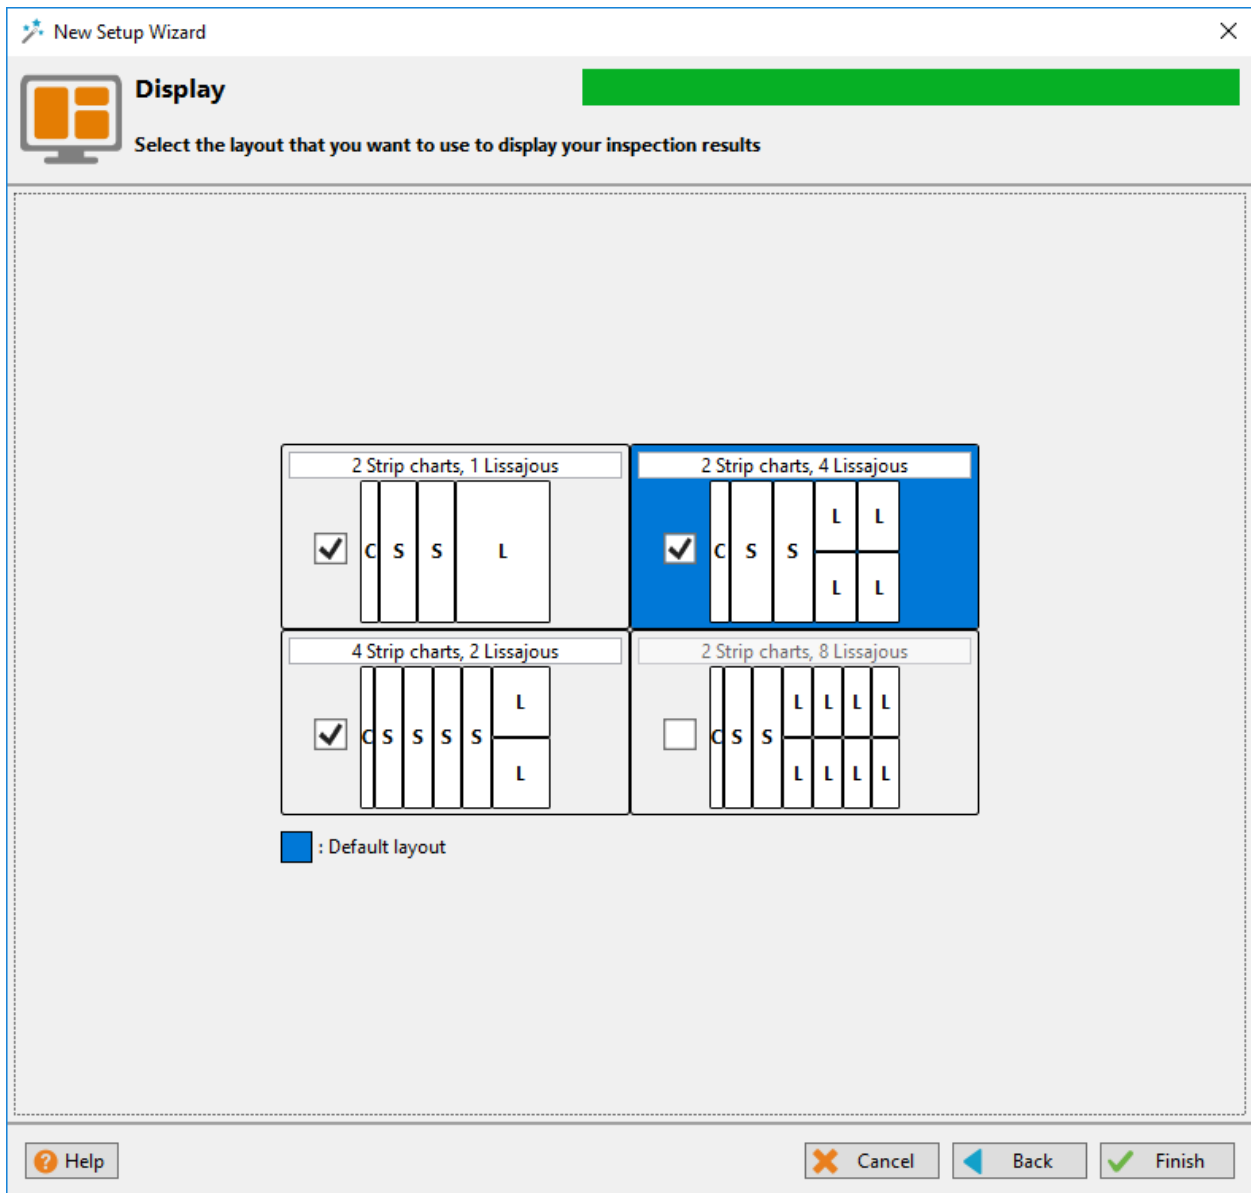 New Setup Wizard
Display
Select the layout that you want to use to display your inspection results
2 Strip charts, 1 Lissajous
C S S L
2 Strip charts, 4 Lissajous
L L
C S S
L L
4 Strip charts, 2 Lissajous
L
C S S S S
L
2 Strip charts, 8 Lissajous
L L L L
C S S
L L L L
: Default layout
? Help
Cancel
Back
Finish